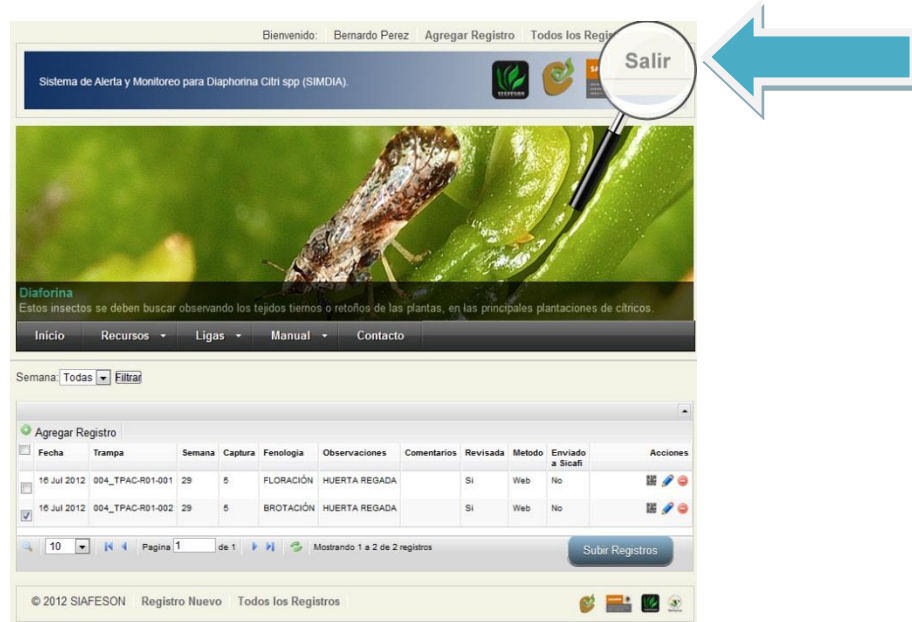 Bienvenido: Bernardo Perez Agregar Registro Todos los
Salir
Sistema de Alerta y Monitoreo para Diaphorina Citri spp (SIMDIA).
Diaforina
Estos insectos se deben buscar observando los tejidos tiernos o retoños de las plantas, en las principales plantaciones de cítricos.
Inicio Recursos Ligas Manual Contacto
Semana: Todas Filtrar
Agregar Registro
Fecha Trampa Semana Captura Fenologia Observaciones Comentarios Revisada Metodo Enviado a Sicafi Acciones
16 Jul 2012 004_TPAC-R01-001 29 5 FLORACIÓN HUERTA REGADA Si Web No
16 Jul 2012 004_TPAC-R01-002 29 5 BROTACIÓN HUERTA REGADA Si Web No
10 Pagina 1 de 1 Mostrando 1 a 2 de 2 registros Subir Registros
© 2012 SIAFESON Registro Nuevo Todos los Registros